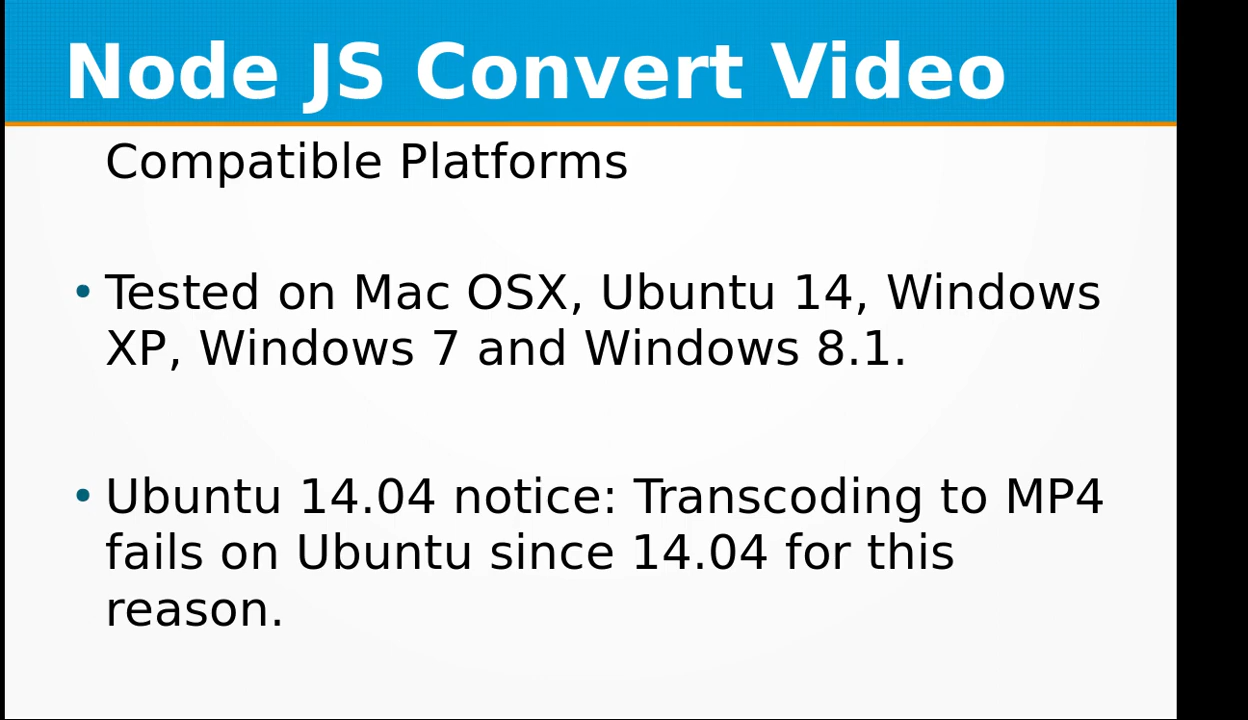 Node JS Convert Video
Compatible Platforms
• Tested on Mac OSX, Ubuntu 14, Windows
XP, Windows 7 and Windows 8.1.
• Ubuntu 14.04 notice: Transcoding to MP4
fails on Ubuntu since 14.04 for this
reason.